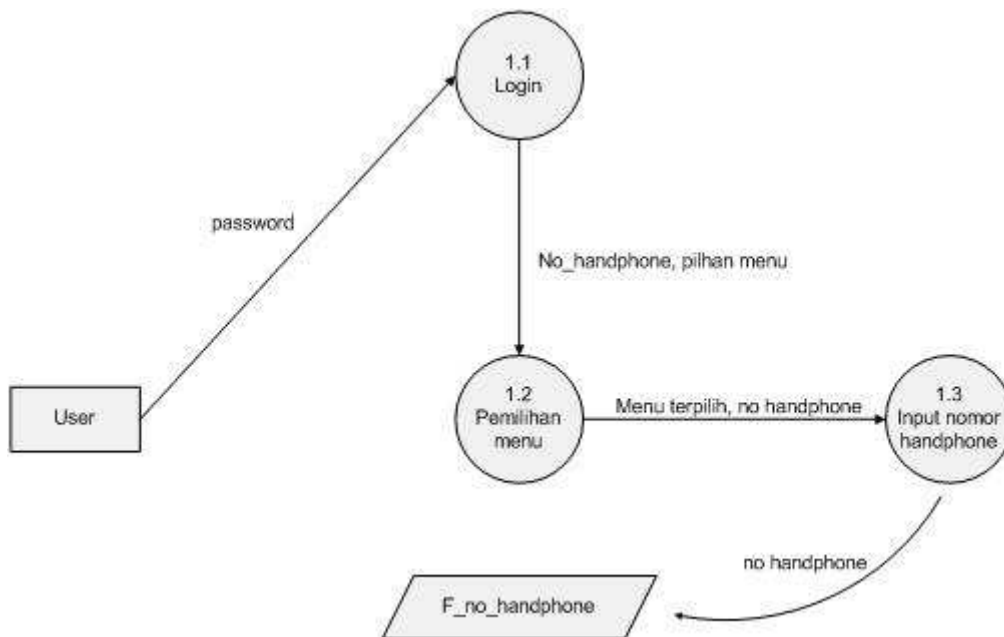 1.1
Login
password
No_handphone, pilhan menu
User
1.2
Pemilihan
menu
Menu terpilih, no handphone
1.3
Input nomor
handphone
no handphone
F_no_handphone